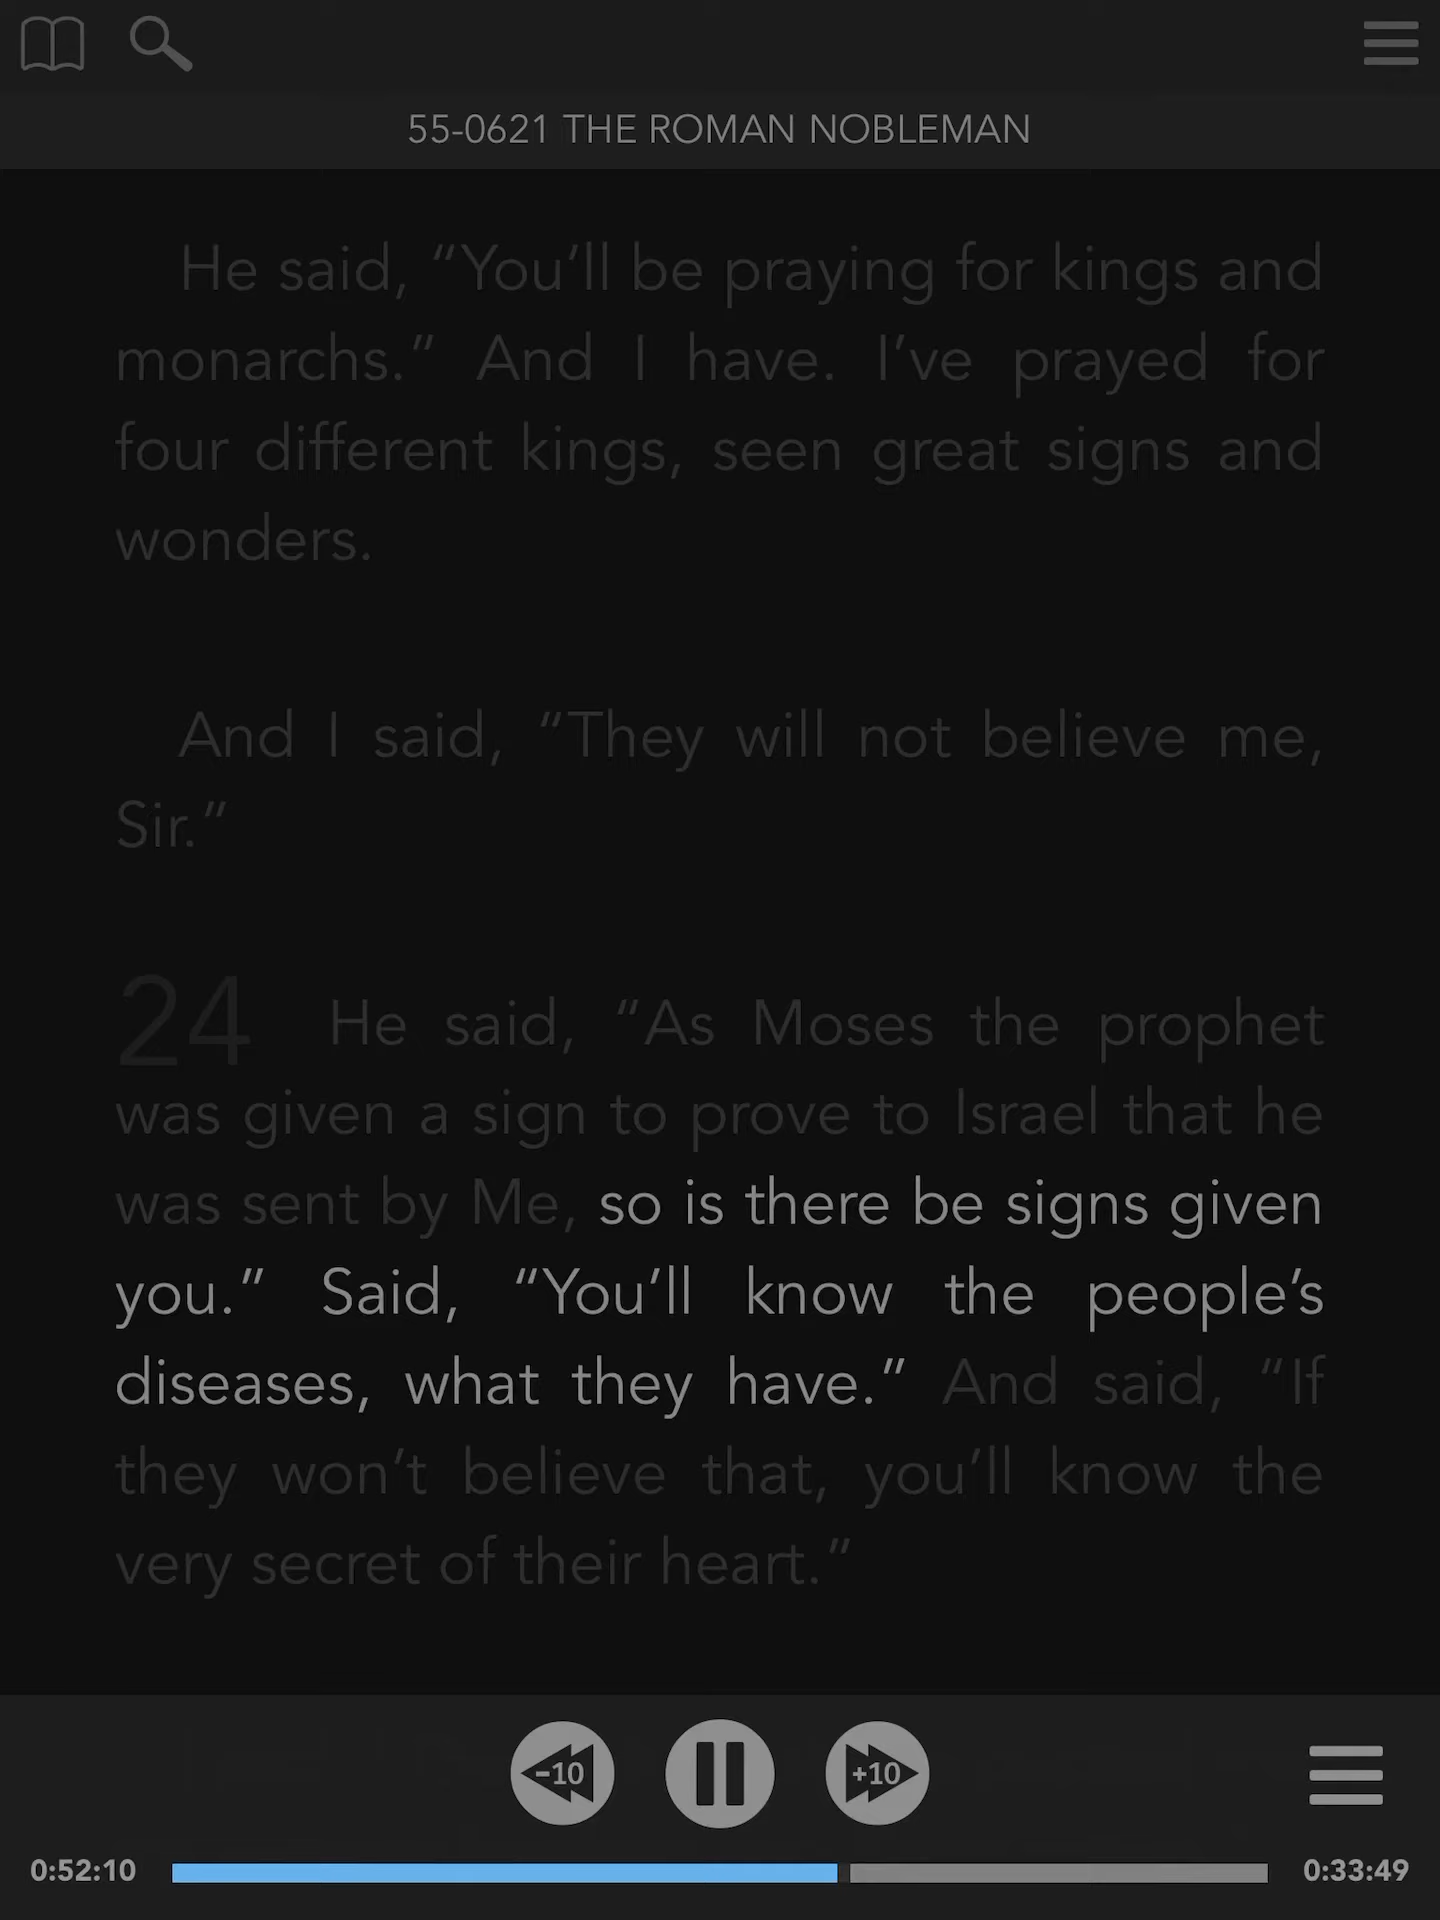 55-0621 THE ROMAN NOBLEMAN
He said, “You’ll be praying for kings and
monarchs.” And I have. I’ve prayed for
four different kings, seen great signs and
wonders.
And I said, “They will not believe me,
Sir.”
24 He said, “As Moses the prophet
was given a sign to prove to Israel that he
was sent by Me, so is there be signs given
you.” Said, “You’ll know the people’s
diseases, what they have.” And said, “If
they won’t believe that, you’ll know the
very secret of their heart.”
-10 +10
0:52:10 0:33:49